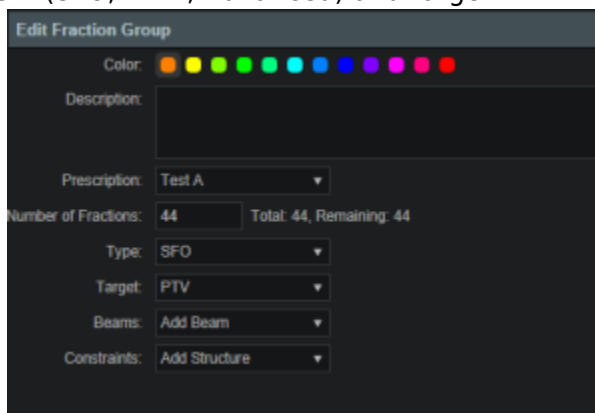 Edit Fraction Group
Color:
Description:
Prescription: Test A
Number of Fractions: 44 Total: 44, Remaining: 44
Type: SFO
Target: PTV
Beams: Add Beam
Constraints: Add Structure